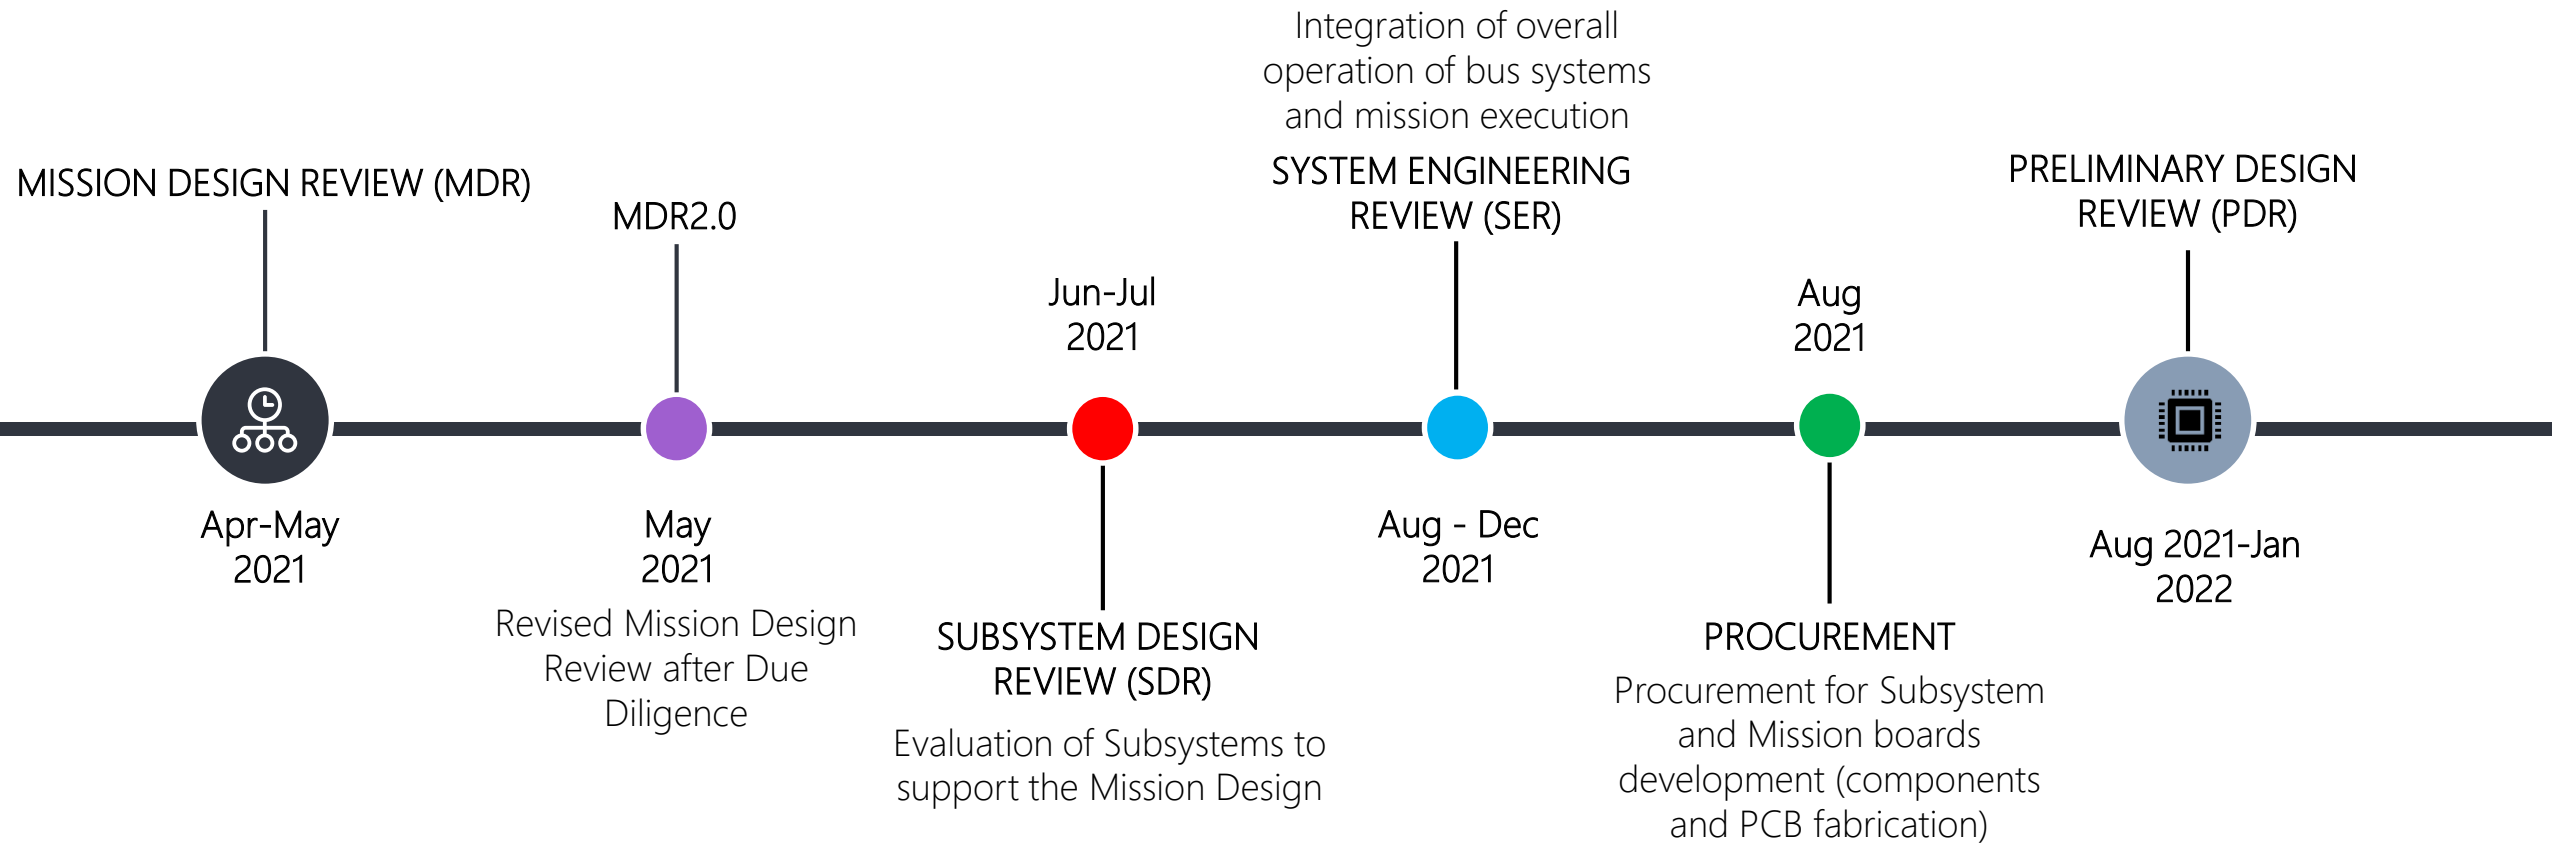 MISSION DESIGN REVIEW (MDR)
Apr-May
2021
MDR2.0
May
2021
Revised Mission Design
Review after Due
Diligence
Jun-Jul
2021
SUBSYSTEM DESIGN
REVIEW (SDR)
Evaluation of Subsystems to
support the Mission Design
Integration of overall
operation of bus systems
and mission execution
SYSTEM ENGINEERING
REVIEW (SER)
Aug - Dec
2021
Aug
2021
PROCUREMENT
Procurement for Subsystem
and Mission boards
development (components
and PCB fabrication)
PRELIMINARY DESIGN
REVIEW (PDR)
Aug 2021-Jan
2022